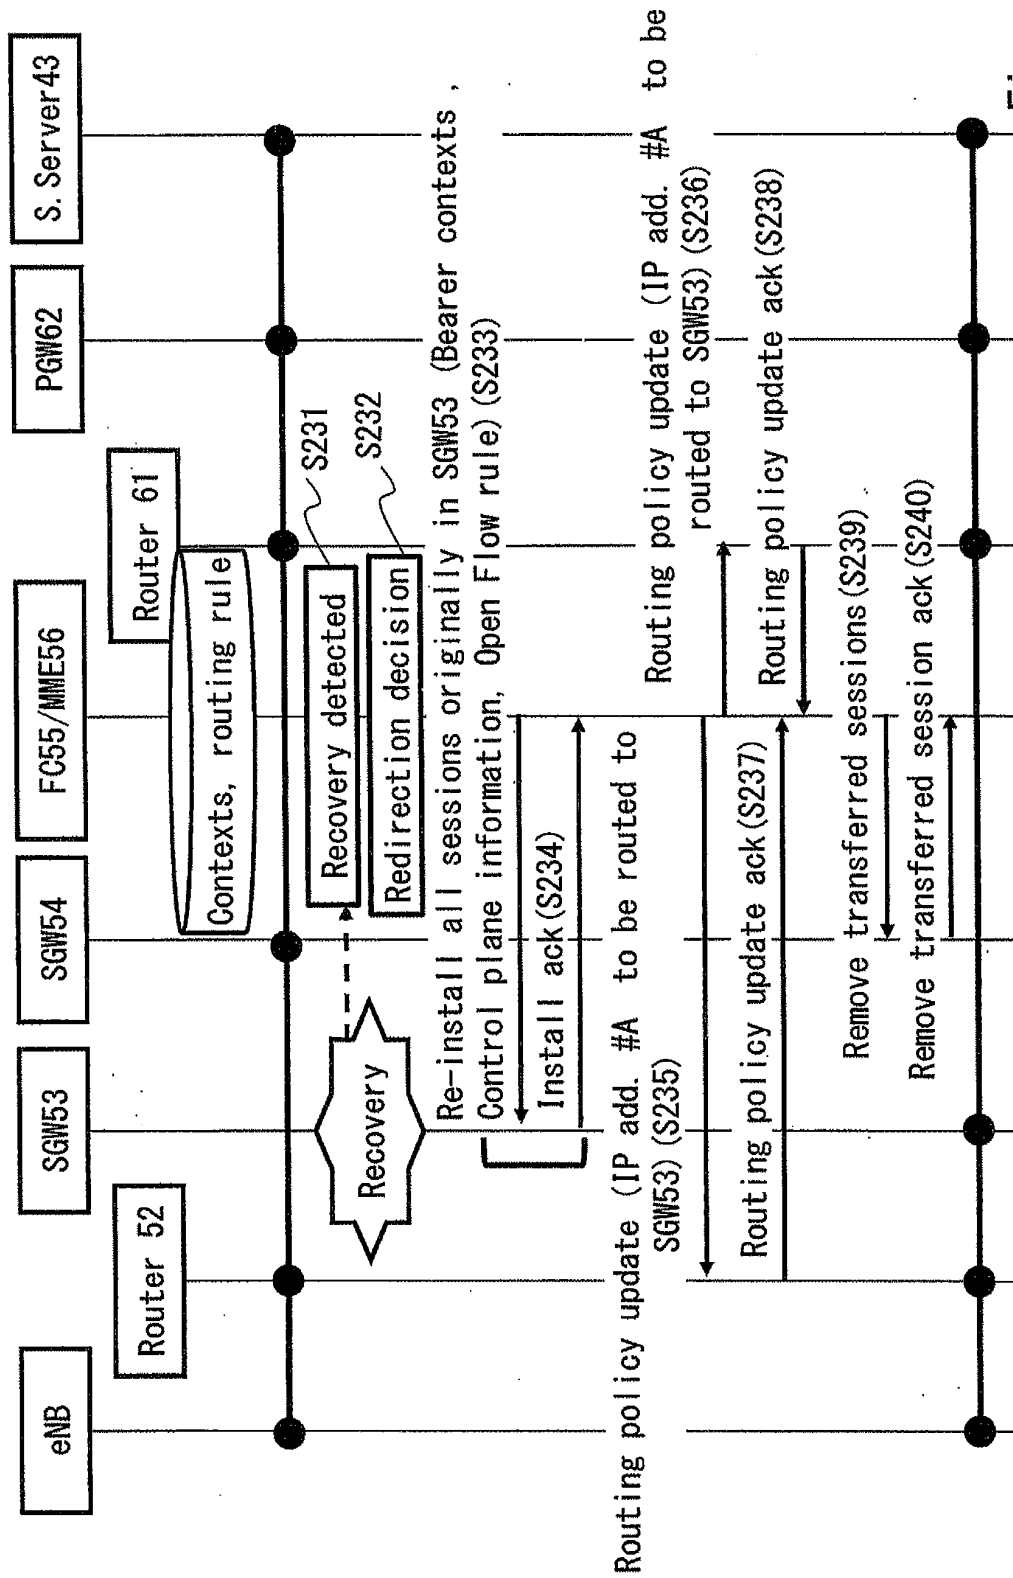 eNB
Router 52
SGW53
SGW54
FC55/MME56
Router 61
PGW62
S. Server43
Contexts, routing rule
Recovery
Recovery detected
S231
Redirection decision
S232
Re-install all sessions originally in SGW53 (Bearer contexts ,
Control plane information, Open Flow rule)(S233)
Install ack(S234)
Routing policy update (IP add. #A to be routed to
SGW53)(S235)
Routing policy update (IP add. #A to be
routed to SGW53)(S236)
Routing policy update ack(S237)
Routing policy update ack(S238)
Remove transferred sessions(S239)
Remove transferred session ack(S240)